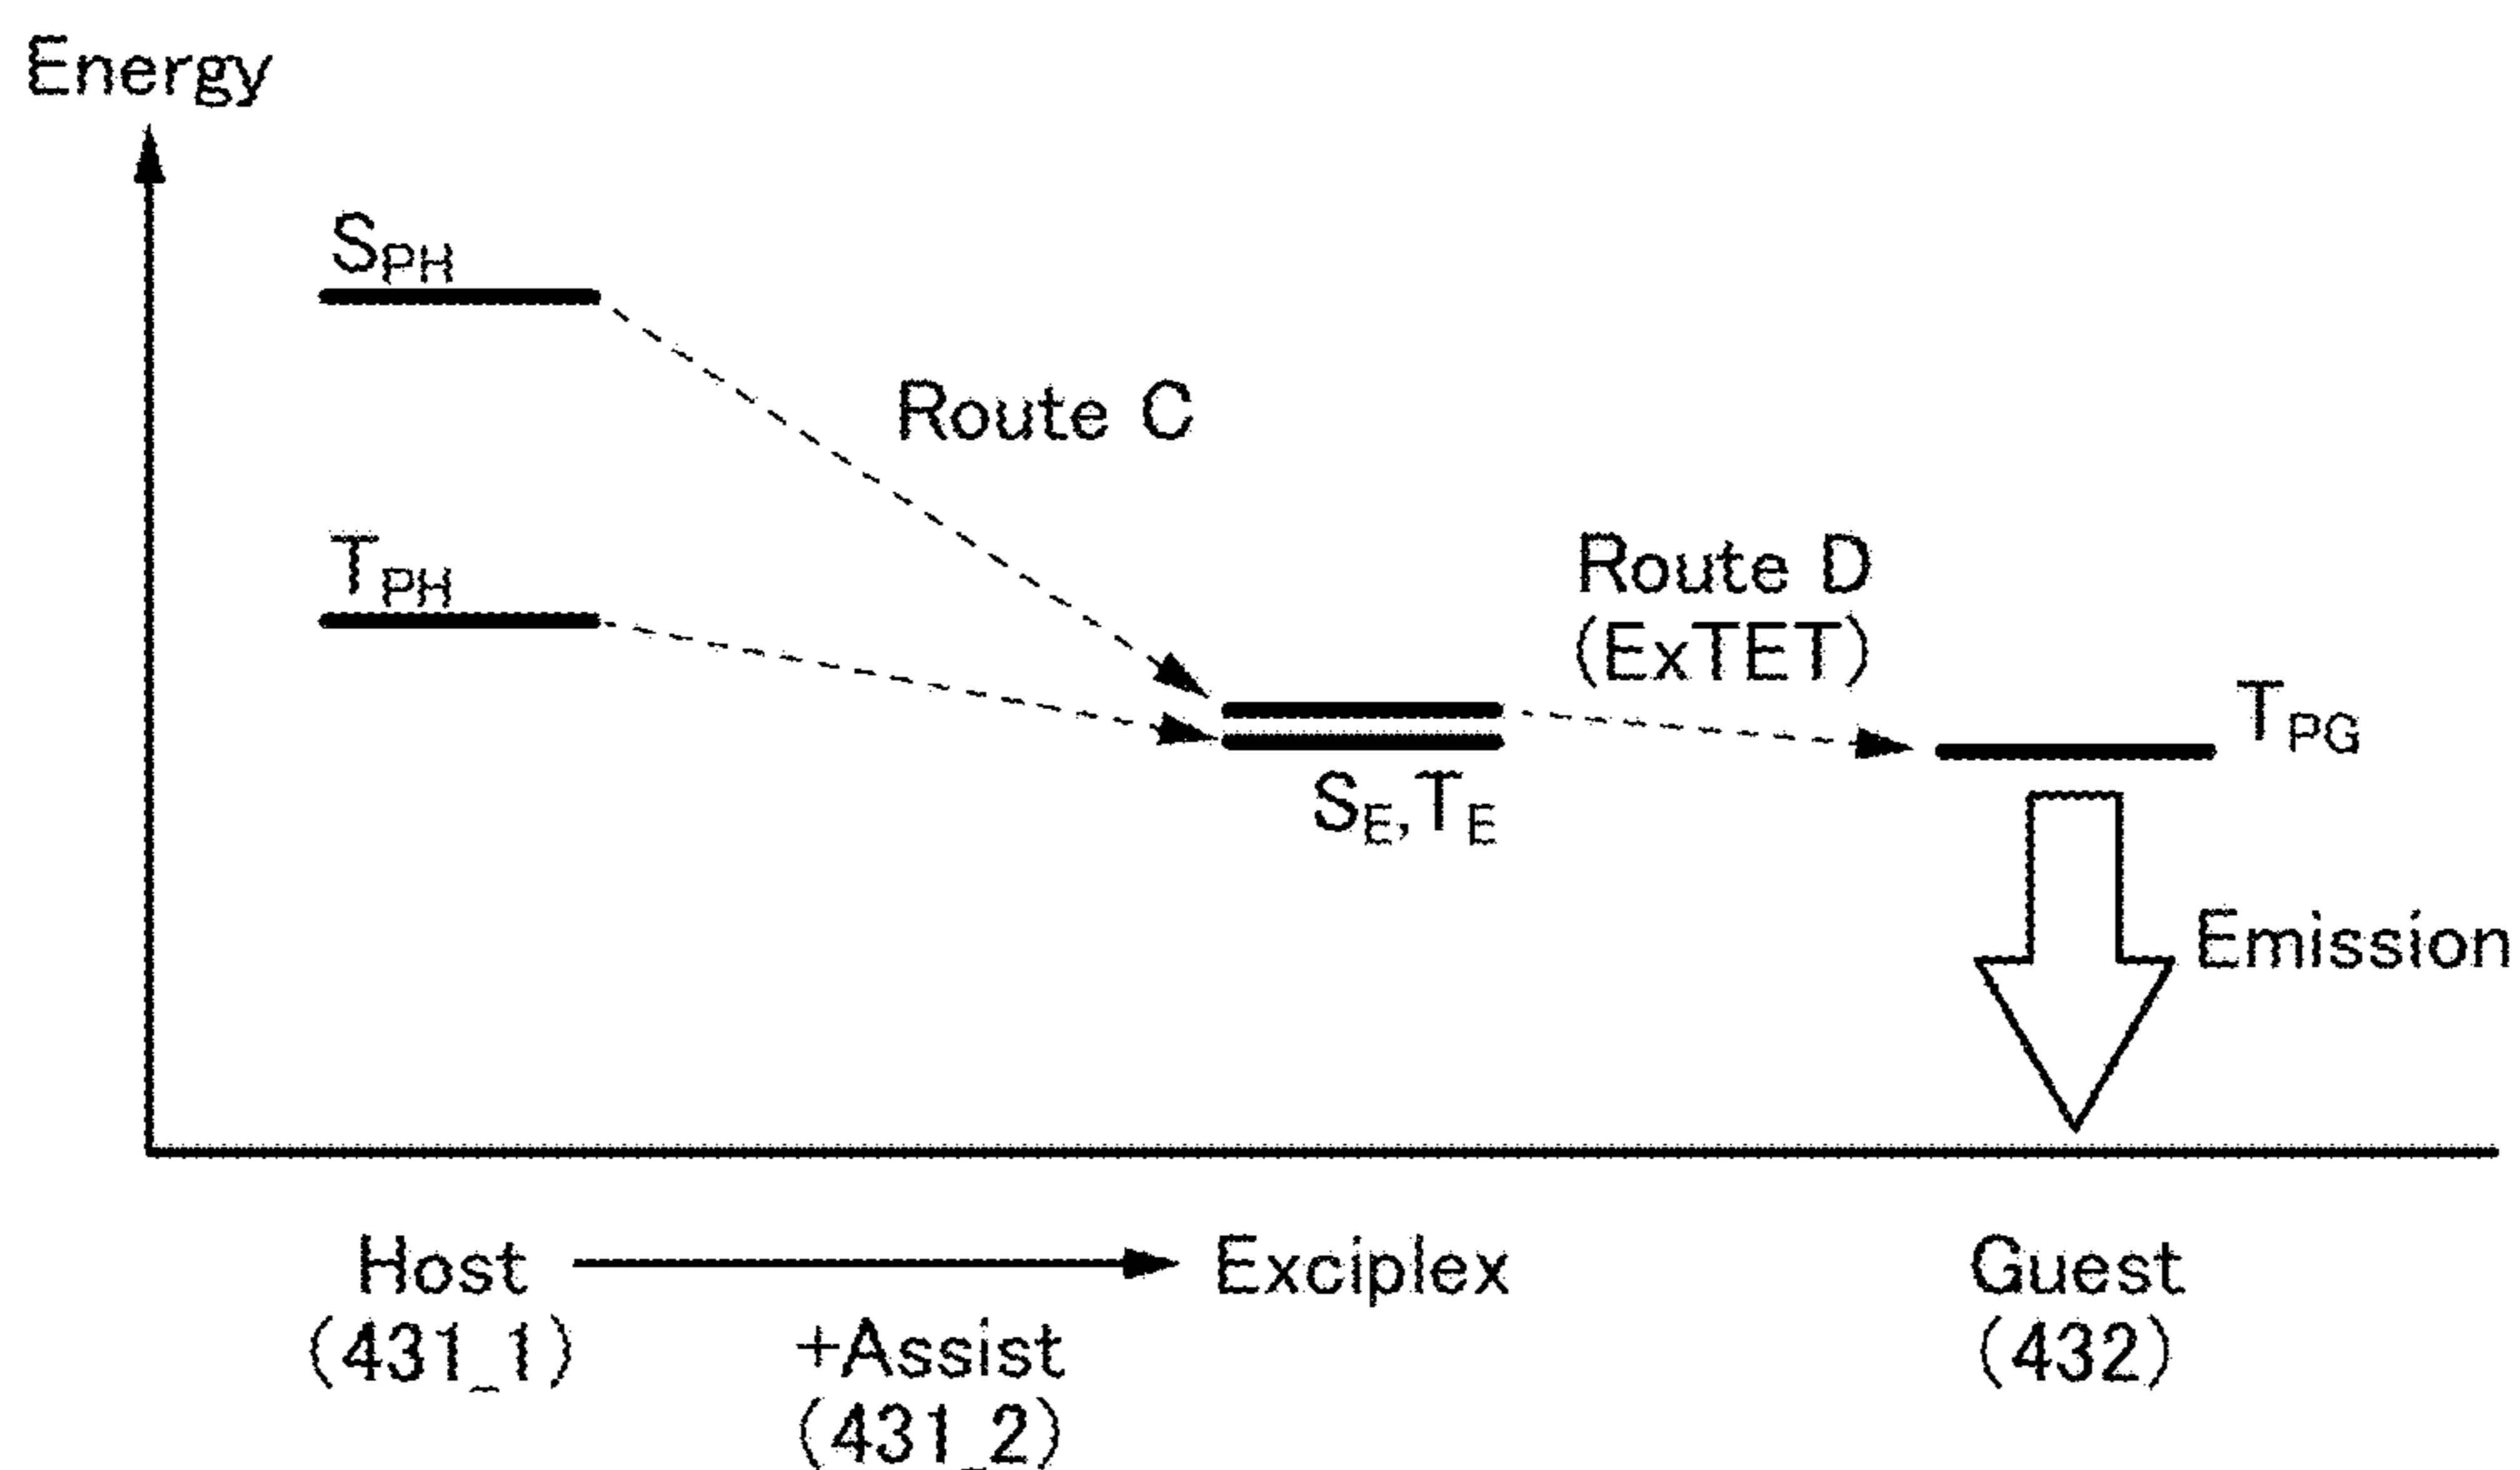 Energy
SPH
Route C
TPH
Route D
(ExTET)
TPG
SE,TE
Emission
Host
Exciplex
Guest
(431_1)
+Assist
(432)
(431_2)